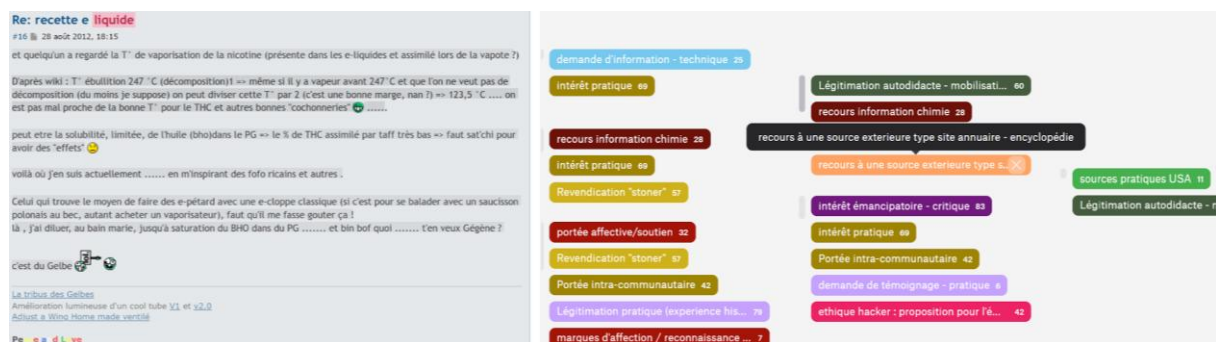 Re: recette e liquide
#16 28 août 2012, 18:15
et quelqu'un a regardé la T° de vaporisation de la nicotine (présente dans les e-liquides et assimilé lors de la vapote ?)
D'après wiki : T° ébullition 247 °C (décomposition)1 => même si il y a vapeur avant 247°C et que l'on ne veut pas de
décomposition (du moins je suppose) on peut diviser cette T° par 2 (c'est une bonne marge, nan ?) => 123,5 °C .... on
est pas mal proche de la bonne T° pour le THC et autres bonnes "cochonneries" ......
peut etre la solubilité, limitée, de l'huile (bho)dans le PG => le % de THC assimilé par taff très bas => faut sat'chi pour
avoir des "effets"
voilà où j'en suis actuellement ...... en m'inspirant des fofo ricains et autres .
Celui qui trouve le moyen de faire des e-pétard avec une e-cloppe classique (si c'est pour se balader avec un saucisson
polonais au bec, autant acheter un vaporisateur), faut qu'il me fasse gouter ça !
là , j'ai diluer, au bain marie, jusqu'à saturation du BHO dans du PG ....... et bin bof quoi ....... t'en veux Gégène ?
c'est du Gelbe
La tribus des Gelbes
Amélioration lumineuse d'un cool tube V1 et v2.0
Adjust a Wing Home made ventilé
demande d'information - technique 25
intérêt pratique 69
Légitimation autodidacte - mobilisati... 60
recours information chimie 28
recours information chimie 28
recours à une source exterieure type site annuaire - encyclopédie
intérêt pratique 69
recours à une source exterieure type s...
sources pratiques USA 11
Revendication "stoner" 57
intérêt émancipatoire - critique 83
Légitimation autodidacte - m
portée affective/soutien 32
intérêt pratique 69
Revendication "stoner" 57
Portée intra-communautaire 42
Portée intra-communautaire 42
demande de témoignage - pratique 6
Légitimation pratique (experience his... 79
ethique hacker : proposition pour l'é... 42
marques d'affection / reconnaissance ... 7